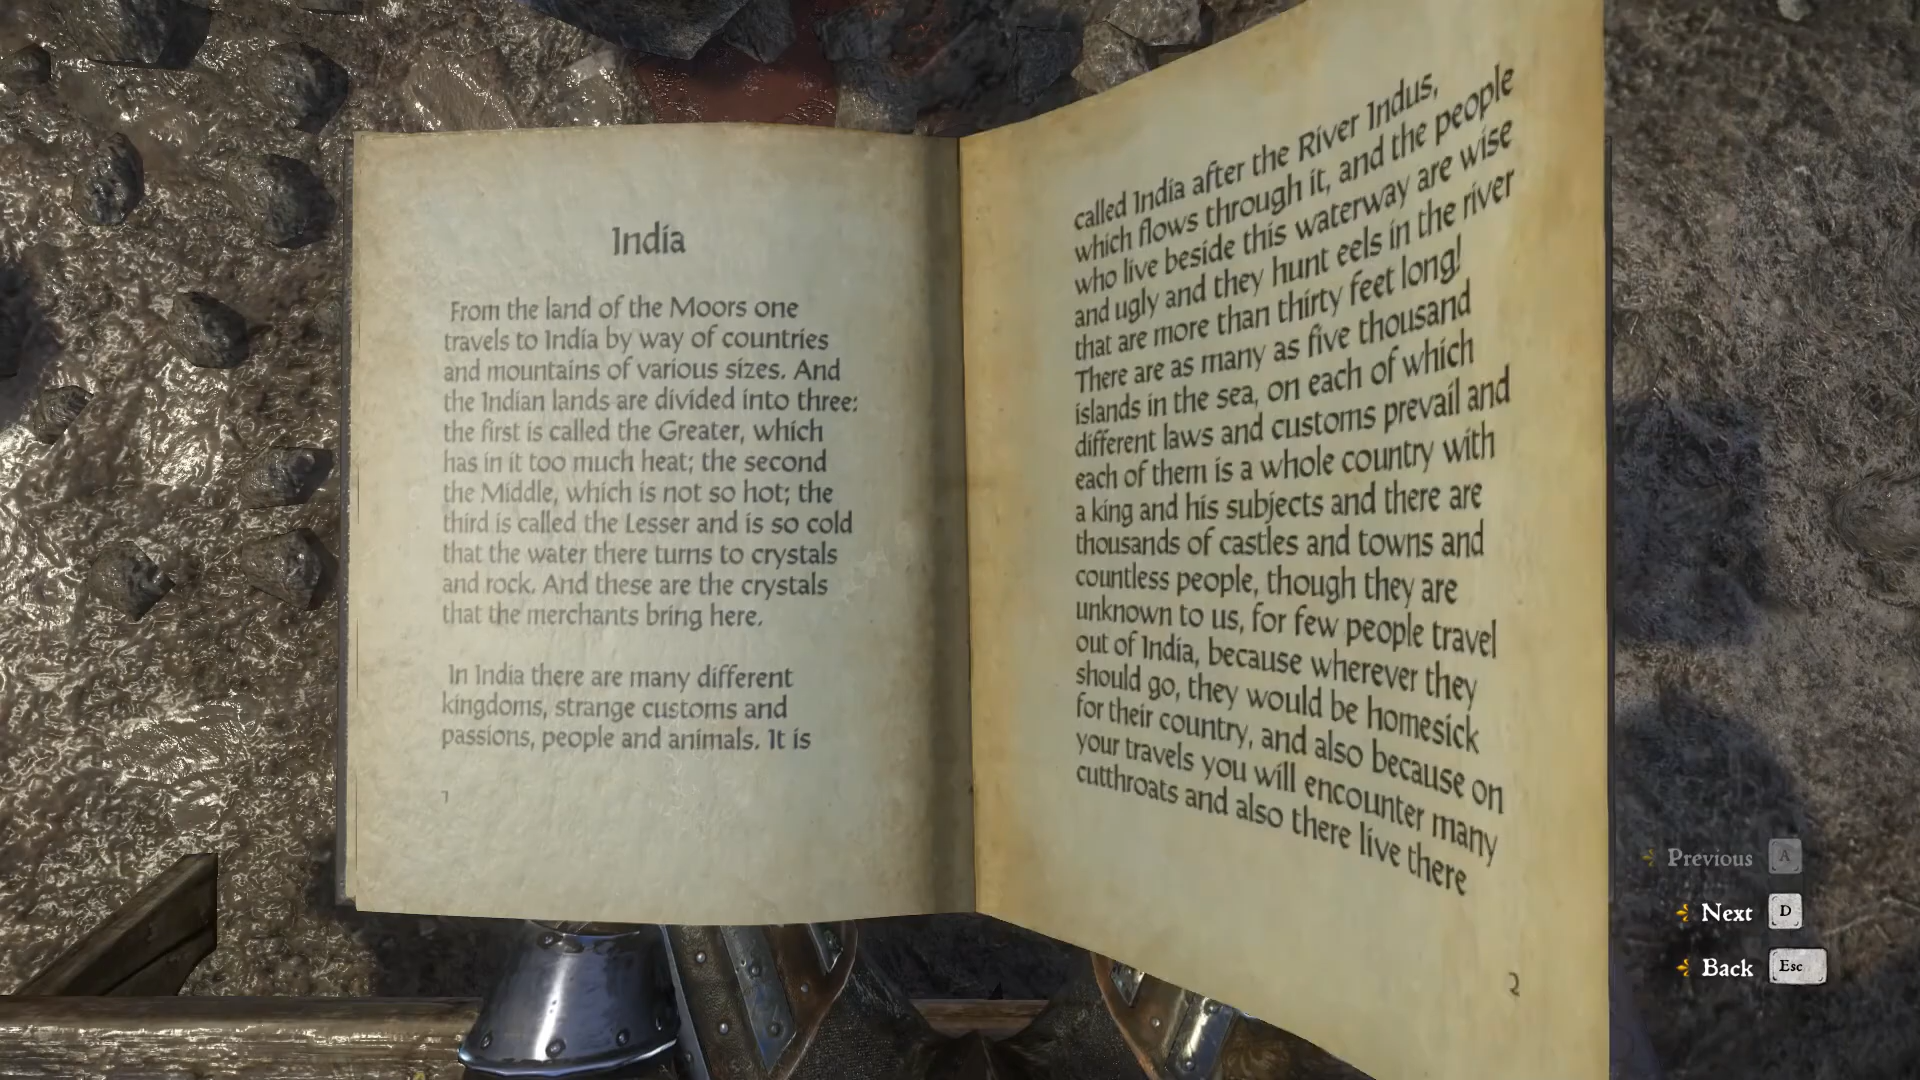 India
From the land of the Moors one
travels to India by way of countries
and mountains of various sizes. And
the Indian lands are divided into three:
the first is called the Greater, which
has in it too much heat; the second
the Middle, which is not so hot; the
third is called the Lesser and is so cold
that the water there turns to crystals
and rock. And these are the crystals
that the merchants bring here.
In India there are many different
kingdoms, strange customs and
passions, people and animals. It is
1
called India after the River Indus,
which flows through it, and the people
who live beside this waterway are wise
and ugly and they hunt eels in the river
that are more than thirty feet long!
There are as many as five thousand
islands in the sea, on each of which
different laws and customs prevail and
each of them is a whole country with
a king and his subjects and there are
thousands of castles and towns and
countless people, though they are
unknown to us, for few people travel
out of India, because wherever they
should go, they would be homesick
for their country, and also because on
your travels you will encounter many
cutthroats and also there live there
2
Previous A
Next D
Back Esc